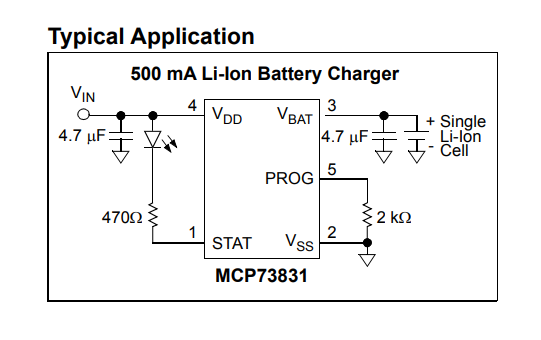 Typical Application
500 mA Li-Ion Battery Charger
VIN
4
VDD
VBAT
3
4.7 μF
4.7 μF
+ Single
Li-Ion
- Cell
PROG
5
470Ω
2 kΩ
1
STAT
VSS
2
MCP73831